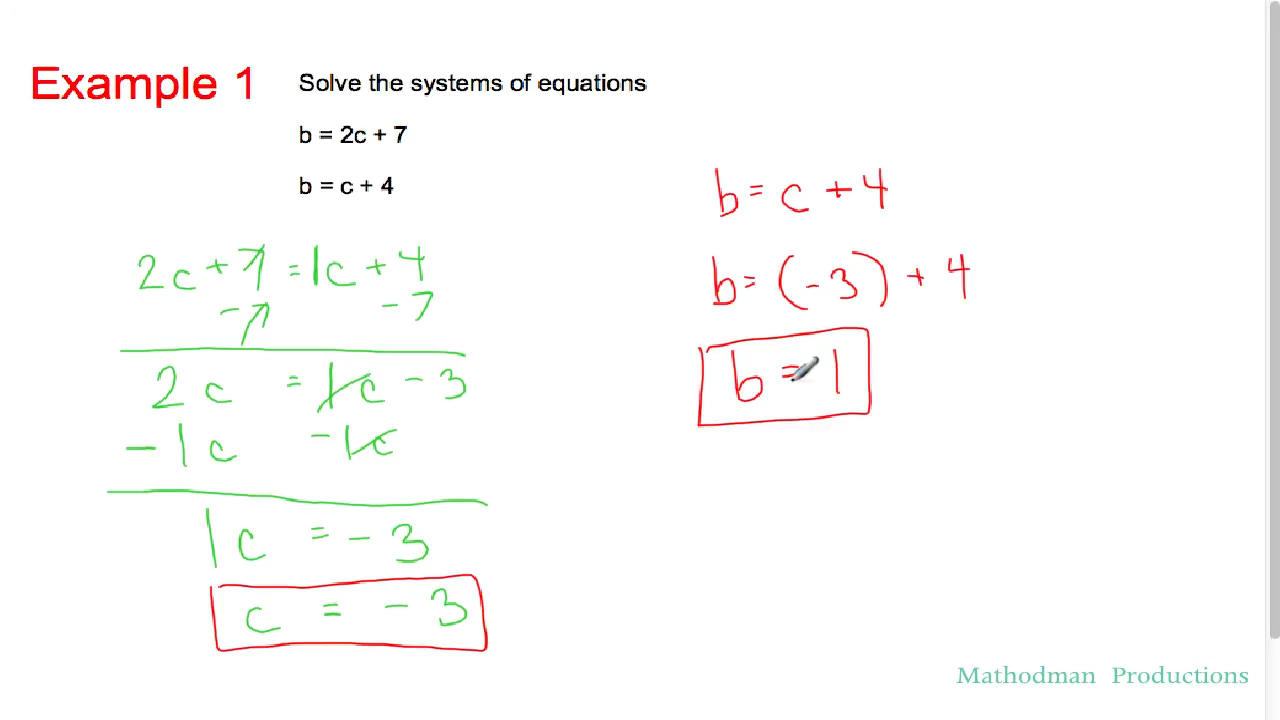 Example 1 Solve the systems of equations
b = 2c + 7
b = c + 4
2c + 7 = 1c + 4
- 7 - 7
2c = 1c - 3
- 1c - 1c
1c = - 3
c = - 3
b = c + 4
b = (-3) + 4
b = 1
Mathodman Productions